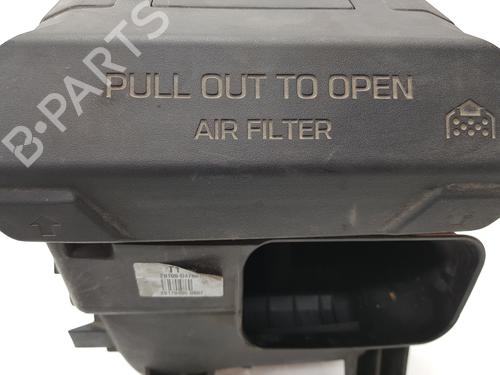 B-PARTS
PULL OUT TO OPEN
AIR FILTER